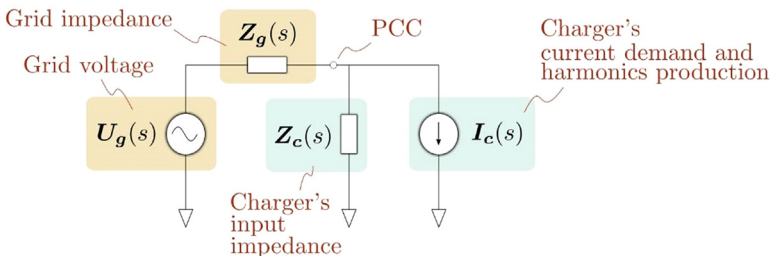 Grid impedance
Z_g(s)
PCC
Charger's
current demand and
harmonics production
Grid voltage
U_g(s)
Z_c(s)
I_c(s)
Charger's
input
impedance